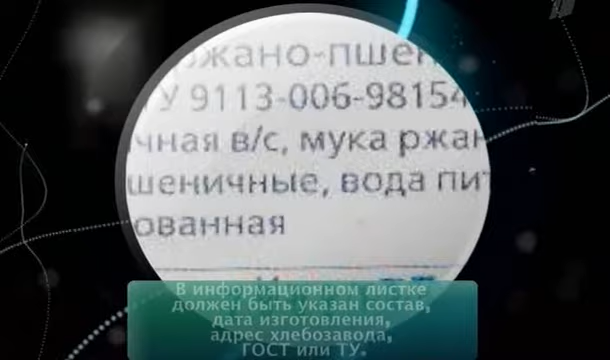 жано-пшен
ТУ 9113-006-98154
чная в/с, мука ржан
шеничные, вода пит
ованная
В информационном листке
должен быть указан состав,
дата изготовления,
адрес хлебозавода,
ГОСТ или ТУ.